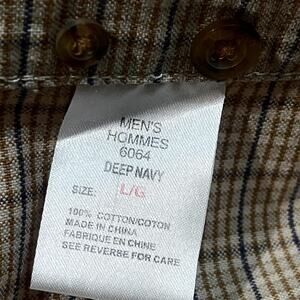 MEN'S
HOMMES
6064
DEEP NAVY
SIZE: L/G
100% COTTON/COTON
MADE IN CHINA
FABRIQUE EN CHINE
SEE REVERSE FOR CARE